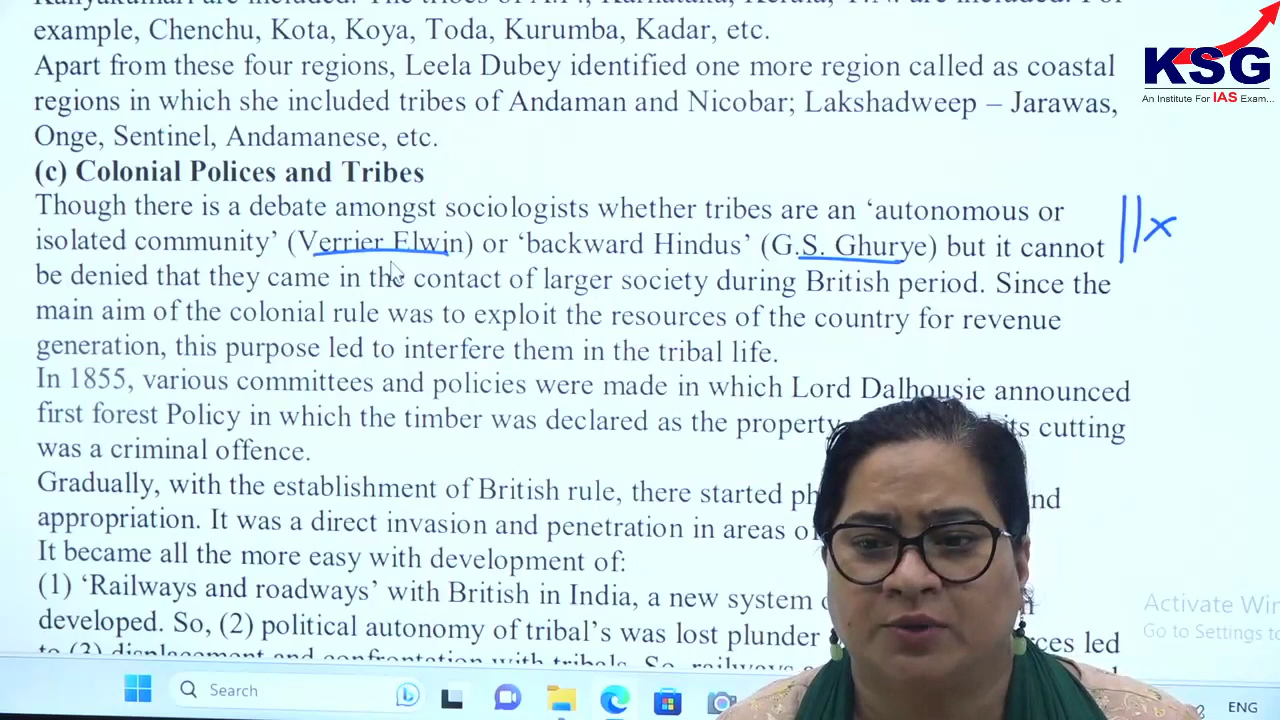 example, Chenchu, Kota, Koya, Toda, Kurumba, Kadar, etc.
Apart from these four regions, Leela Dubey identified one more region called as coastal
regions in which she included tribes of Andaman and Nicobar; Lakshadweep – Jarawas,
Onge, Sentinel, Andamanese, etc.
(c) Colonial Polices and Tribes
Though there is a debate amongst sociologists whether tribes are an ‘autonomous or
isolated community’ (Verrier Elwin) or ‘backward Hindus’ (G.S. Ghurye) but it cannot
be denied that they came in the contact of larger society during British period. Since the
main aim of the colonial rule was to exploit the resources of the country for revenue
generation, this purpose led to interfere them in the tribal life.
In 1855, various committees and policies were made in which Lord Dalhousie announced
first forest Policy in which the timber was declared as the property its cutting
was a criminal offence.
Gradually, with the establishment of British rule, there started
appropriation. It was a direct invasion and penetration in areas
It became all the more easy with development of:
(1) ‘Railways and roadways’ with British in India, a new system
developed. So, (2) political autonomy of tribal’s was lost plunder led
to (3) displacement and confrontation with tribals. So, railways
KSG
An Institute For IAS Exam...
Activate Win
Go to Settings to
Search
ENG